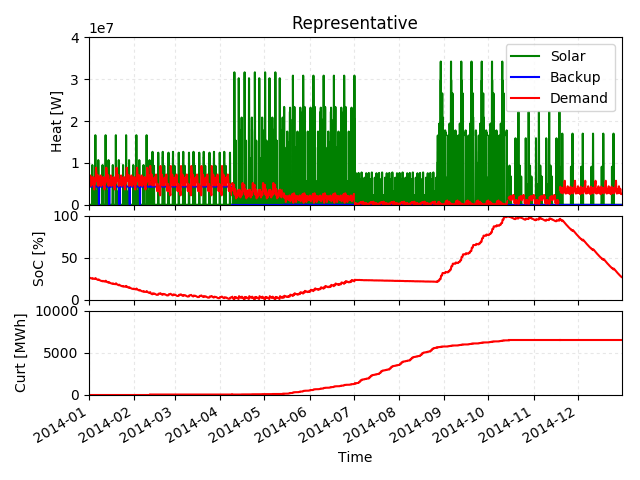 Representative
1e7
4
3
2
1
0
Heat [W]
Solar
Backup
Demand
100
50
0
SoC [%]
10000
5000
0
Curt [MWh]
2014-01
2014-02
2014-03
2014-04
2014-05
2014-06
2014-07
2014-08
2014-09
2014-10
2014-11
2014-12
Time